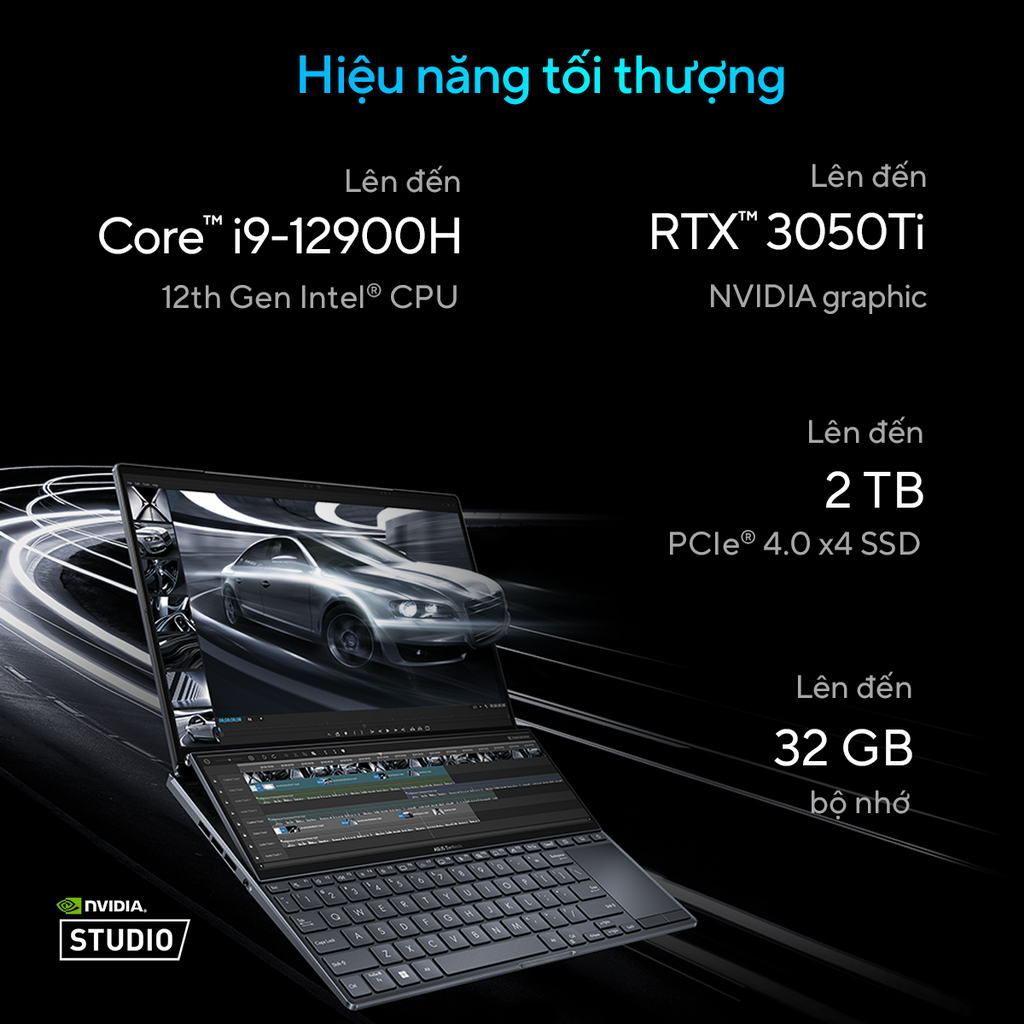 Hiệu năng tối thượng
Lên đến
Core™ i9-12900H
12th Gen Intel® CPU
Lên đến
RTX™ 3050Ti
NVIDIA graphic
Lên đến
2 TB
PCIe® 4.0 x4 SSD
Lên đến
32 GB
bộ nhớ
NVIDIA.
STUDIO